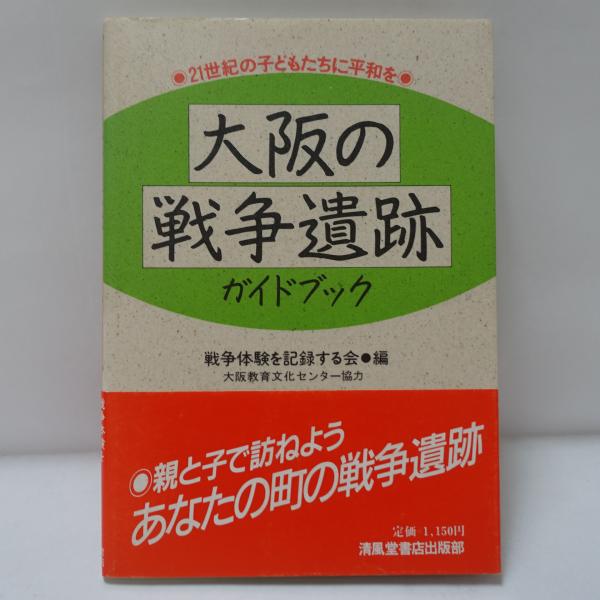 ●21世紀の子どもたちに平和を●
大阪の
戦争遺跡
ガイドブック
戦争体験を記録する会●編
大阪教育文化センター協力
◉親と子で訪ねよう
あなたの町の戦争遺跡
定価 1,150円
清風堂書店出版部